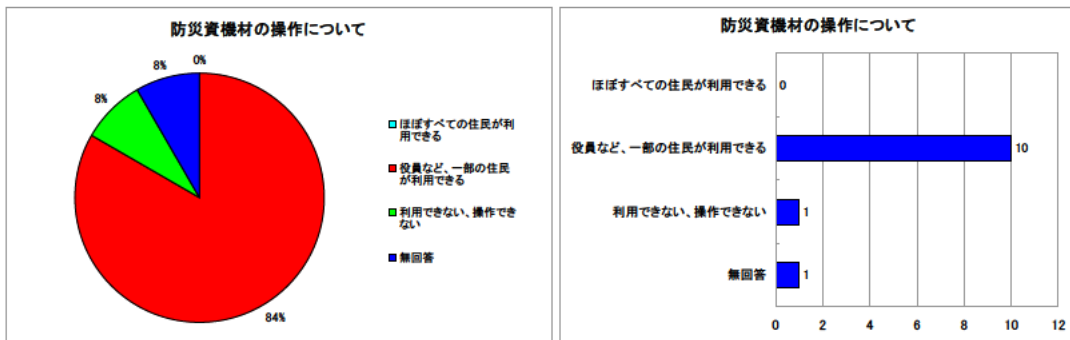 防災資機材の操作について
0%
8%
8%
84%
ほぼすべての住民が利
用できる
役員など、一部の住民
が利用できる
利用できない、操作でき
ない
無回答
防災資機材の操作について
ほぼすべての住民が利用できる
0
役員など、一部の住民が利用できる
10
利用できない、操作できない
1
無回答
1
0 2 4 6 8 10 12